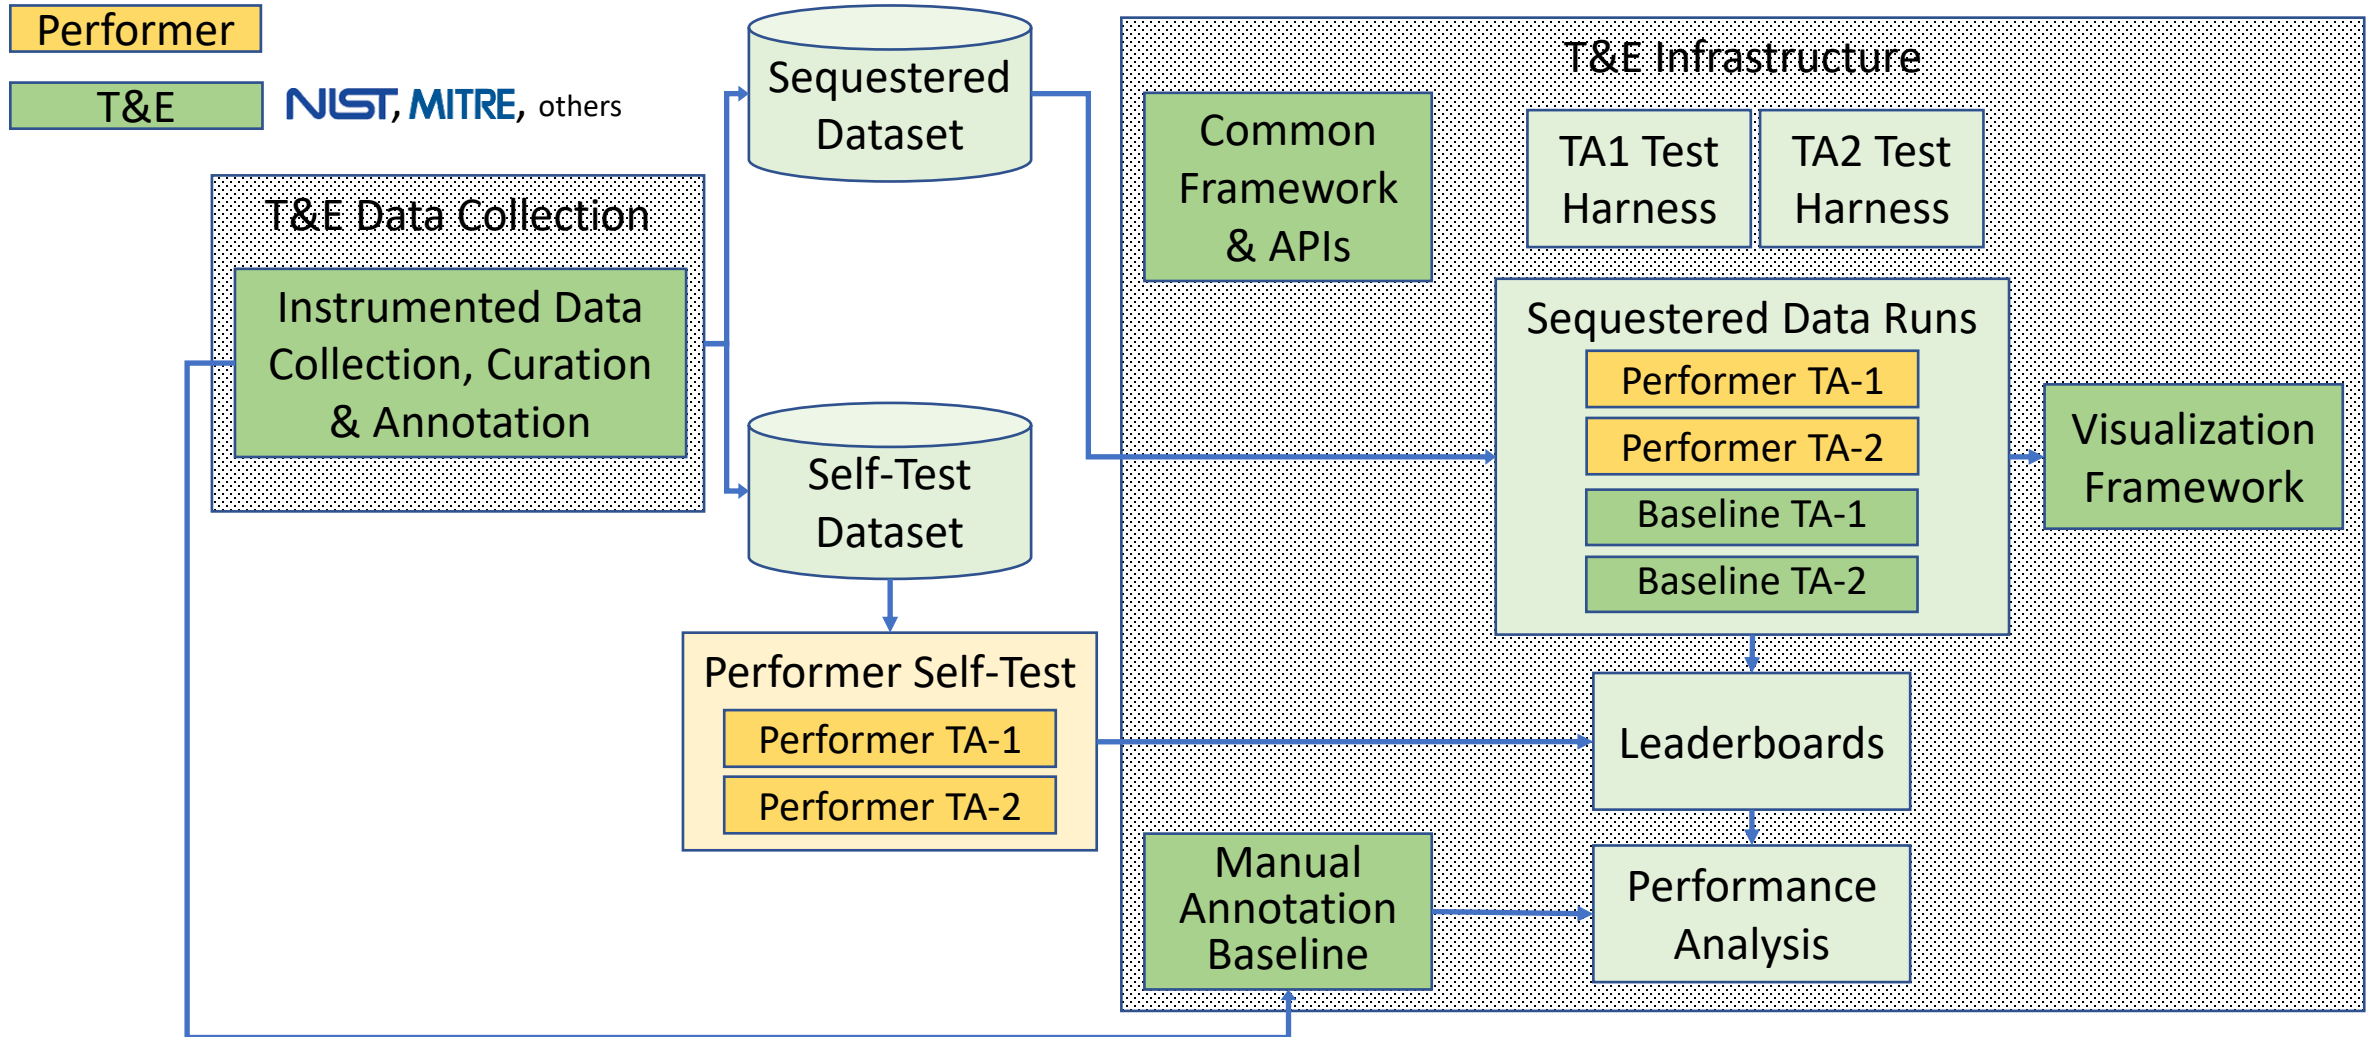 Performer
T&E
NIST, MITRE, others
T&E Data Collection
Instrumented Data
Collection, Curation
& Annotation
Sequestered
Dataset
Self-Test
Dataset
Performer Self-Test
Performer TA-1
Performer TA-2
T&E Infrastructure
Common
Framework
& APIs
TA1 Test
Harness
TA2 Test
Harness
Sequestered Data Runs
Performer TA-1
Performer TA-2
Baseline TA-1
Baseline TA-2
Visualization
Framework
Leaderboards
Manual
Annotation
Baseline
Performance
Analysis